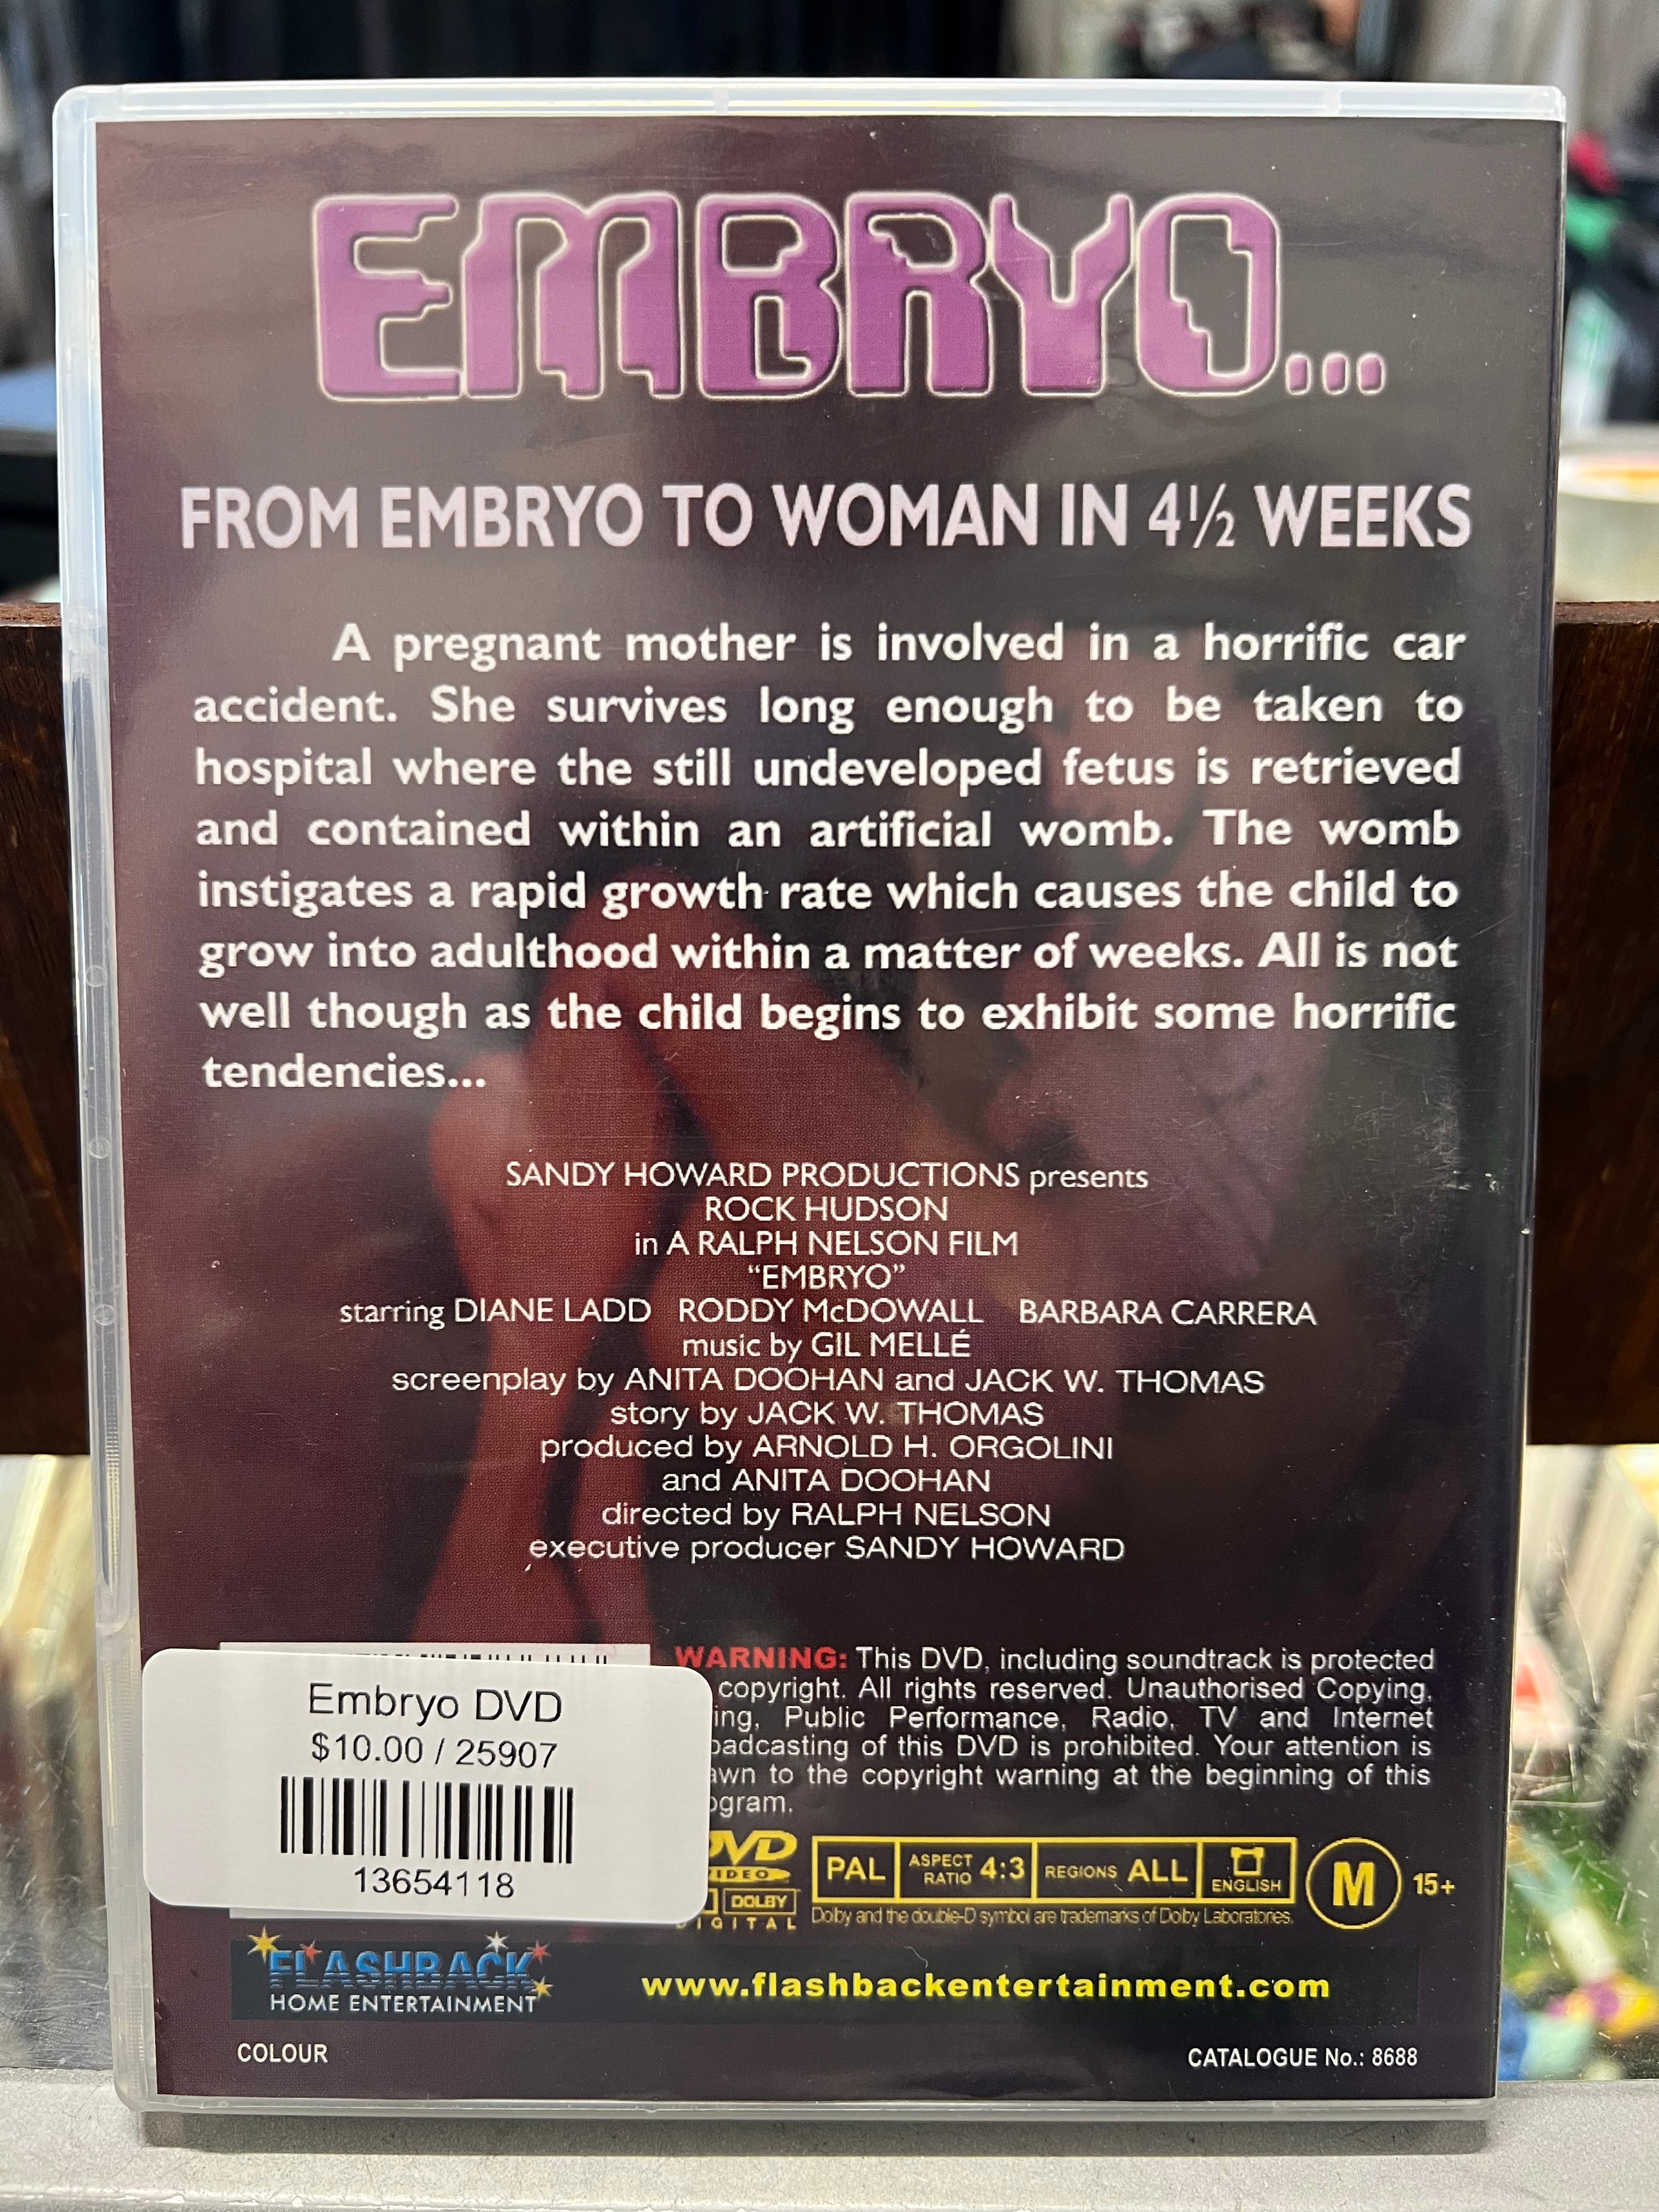 EMBRYO...
FROM EMBRYO TO WOMAN IN 4½ WEEKS
A pregnant mother is involved in a horrific car
accident. She survives long enough to be taken to
hospital where the still undeveloped fetus is retrieved
and contained within an artificial womb. The womb
instigates a rapid growth rate which causes the child to
grow into adulthood within a matter of weeks. All is not
well though as the child begins to exhibit some horrific
tendencies...
SANDY HOWARD PRODUCTIONS presents
ROCK HUDSON
in A RALPH NELSON FILM
“EMBRYO”
starring DIANE LADD RODDY McDOWALL BARBARA CARRERA
music by GIL MELLÉ
screenplay by ANITA DOOHAN and JACK W. THOMAS
story by JACK W. THOMAS
produced by ARNOLD H. ORGOLINI
and ANITA DOOHAN
directed by RALPH NELSON
executive producer SANDY HOWARD
WARNING: This DVD, including soundtrack is protected
copyright. All rights reserved. Unauthorised Copying,
Public Performance, Radio, TV and Internet
of this DVD is prohibited. Your attention is
to the copyright warning at the beginning of this
Embryo DVD
$10.00 / 25907
13654118
DVD
VIDEO
DOLBY
DIGITAL
PAL
ASPECT RATIO 4:3
REGIONS ALL
ENGLISH
M 15+
Dolby and the double-D symbol are trademarks of Dolby Laboratories.
FLASHBACK
HOME ENTERTAINMENT
www.flashbackentertainment.com
COLOUR
CATALOGUE No.: 8688